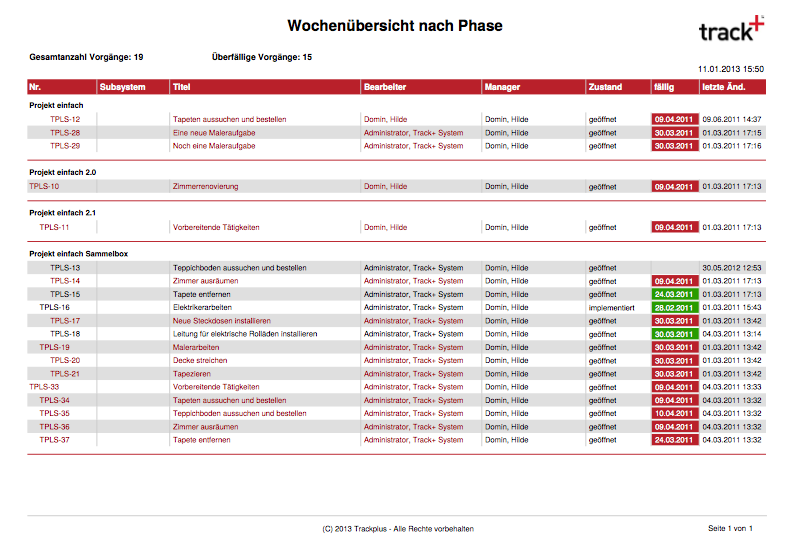 Wochenübersicht nach Phase
track+
Gesamtanzahl Vorgänge: 19 Überfällige Vorgänge: 15
11.01.2013 15:50
Nr. Subsystem Titel Bearbeiter Manager Zustand fällig letzte Änd.
Projekt einfach
TPLS-12 Tapeten aussuchen und bestellen Domin, Hilde Domin, Hilde geöffnet 09.04.2011 09.06.2011 14:37
TPLS-28 Eine neue Maleraufgabe Administrator, Track+ System Domin, Hilde geöffnet 30.03.2011 01.03.2011 17:15
TPLS-29 Noch eine Maleraufgabe Administrator, Track+ System Domin, Hilde geöffnet 30.03.2011 01.03.2011 17:16
Projekt einfach 2.0
TPLS-10 Zimmerrenovierung Domin, Hilde Domin, Hilde geöffnet 09.04.2011 01.03.2011 17:13
Projekt einfach 2.1
TPLS-11 Vorbereitende Tätigkeiten Domin, Hilde Domin, Hilde geöffnet 09.04.2011 01.03.2011 17:13
Projekt einfach Sammelbox
TPLS-13 Teppichboden aussuchen und bestellen Administrator, Track+ System Domin, Hilde geöffnet 30.05.2012 12:53
TPLS-14 Zimmer ausräumen Administrator, Track+ System Domin, Hilde geöffnet 09.04.2011 01.03.2011 17:13
TPLS-15 Tapete entfernen Administrator, Track+ System Domin, Hilde geöffnet 24.03.2011 01.03.2011 17:13
TPLS-16 Elektrikerarbeiten Administrator, Track+ System Domin, Hilde implementiert 28.02.2011 01.03.2011 15:43
TPLS-17 Neue Steckdosen installieren Administrator, Track+ System Domin, Hilde geöffnet 30.03.2011 01.03.2011 13:42
TPLS-18 Leitung für elektrische Rolläden installieren Administrator, Track+ System Domin, Hilde geöffnet 30.03.2011 04.03.2011 13:14
TPLS-19 Malerarbeiten Administrator, Track+ System Domin, Hilde geöffnet 30.03.2011 01.03.2011 13:42
TPLS-20 Decke streichen Administrator, Track+ System Domin, Hilde geöffnet 30.03.2011 01.03.2011 13:42
TPLS-21 Tapezieren Administrator, Track+ System Domin, Hilde geöffnet 30.03.2011 01.03.2011 13:42
TPLS-33 Vorbereitende Tätigkeiten Administrator, Track+ System Domin, Hilde geöffnet 09.04.2011 04.03.2011 13:33
TPLS-34 Tapeten aussuchen und bestellen Administrator, Track+ System Domin, Hilde geöffnet 09.04.2011 04.03.2011 13:32
TPLS-35 Teppichboden aussuchen und bestellen Administrator, Track+ System Domin, Hilde geöffnet 10.04.2011 04.03.2011 13:32
TPLS-36 Zimmer ausräumen Administrator, Track+ System Domin, Hilde geöffnet 09.04.2011 04.03.2011 13:32
TPLS-37 Tapete entfernen Administrator, Track+ System Domin, Hilde geöffnet 24.03.2011 04.03.2011 13:32
(C) 2013 Trackplus - Alle Rechte vorbehalten Seite 1 von 1